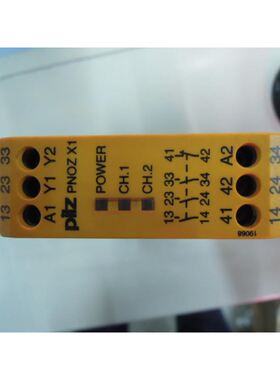 13 23 33
A1 Y1 Y2
pilz PNOZ X1
POWER
CH.1
CH.2
13 23 33 41
14 24 34 42
41 42 A2
19068
14 24 34